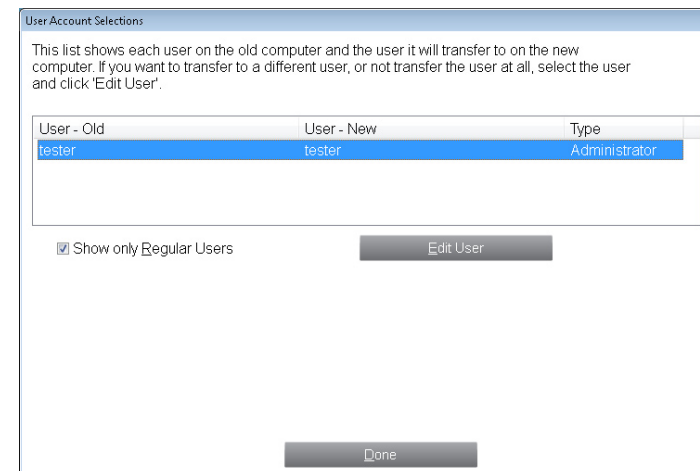 User Account Selections
This list shows each user on the old computer and the user it will transfer to on the new
computer. If you want to transfer to a different user, or not transfer the user at all, select the user
and click 'Edit User'.
User - Old User - New Type
tester tester Administrator
Show only Regular Users Edit User
Done